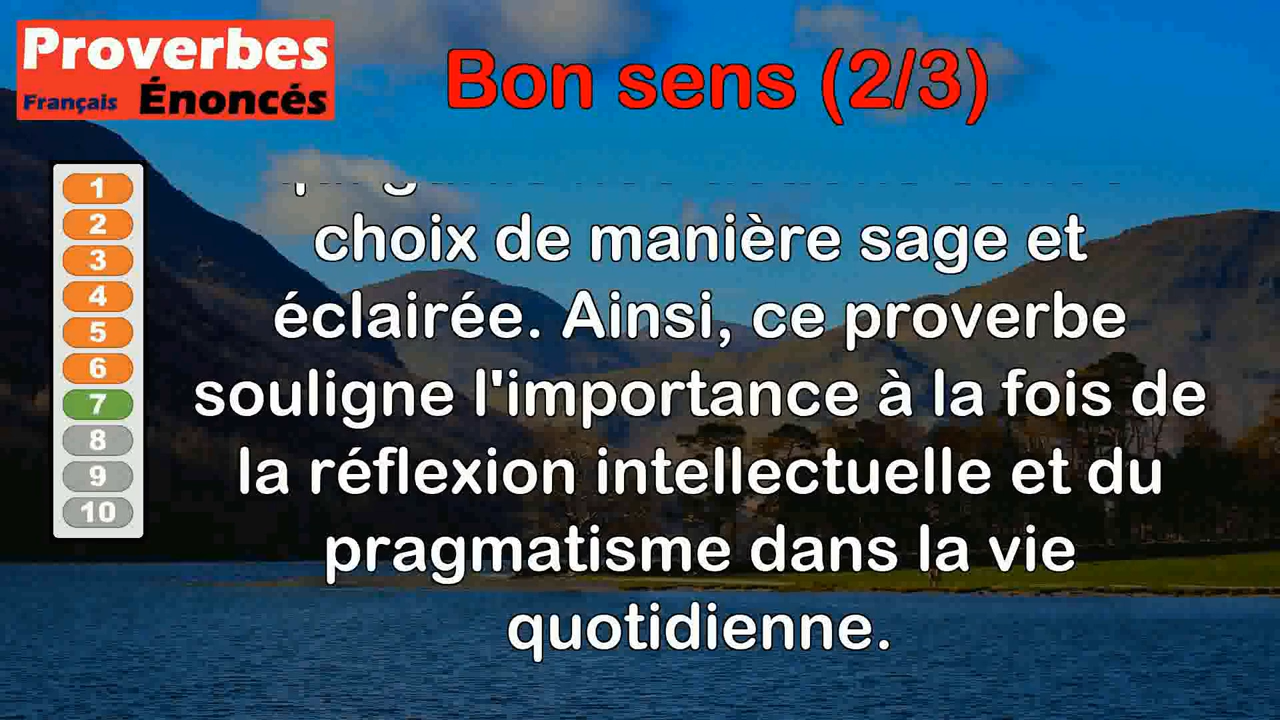 Proverbes
Français Énoncés
Bon sens (2/3)
1
2
3
4
5
6
7
8
9
10
choix de manière sage et
éclairée. Ainsi, ce proverbe
souligne l'importance à la fois de
la réflexion intellectuelle et du
pragmatisme dans la vie
quotidienne.